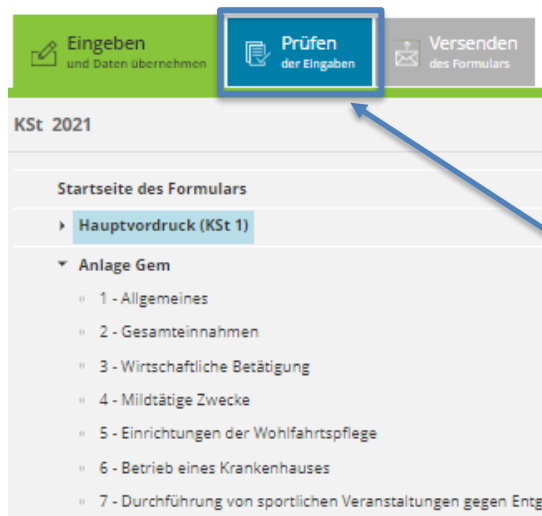 Eingeben
und Daten übernehmen
Prüfen
der Eingaben
Versenden
des Formulars
KSt 2021
Startseite des Formulars
Hauptvordruck (KSt 1)
Anlage Gem
1 - Allgemeines
2 - Gesamteinnahmen
3 - Wirtschaftliche Betätigung
4 - Mildtätige Zwecke
5 - Einrichtungen der Wohlfahrtspflege
6 - Betrieb eines Krankenhauses
7 - Durchführung von sportlichen Veranstaltungen gegen Entg